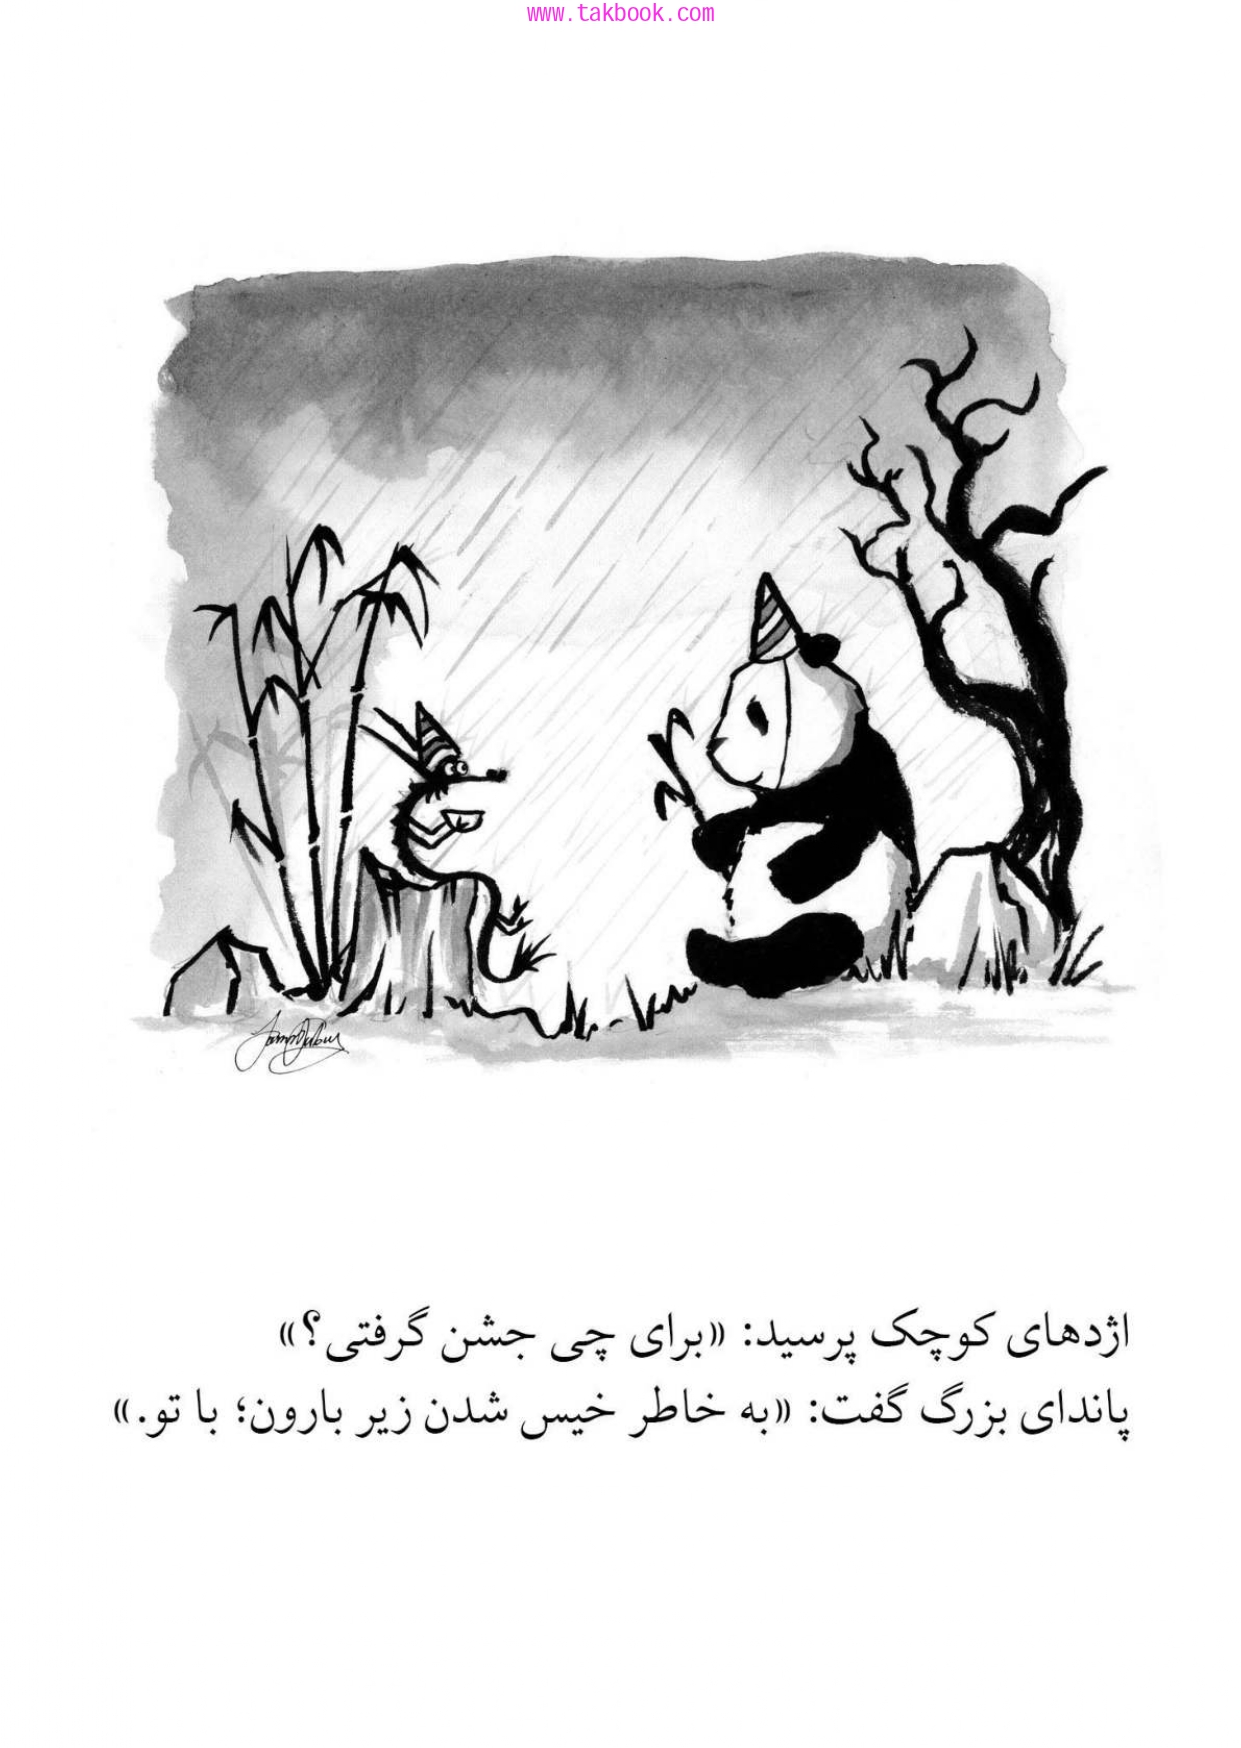 www.takbook.com
اژدهای کوچک پرسید: «برای چی جشن گرفتی؟»
پاندای بزرگ گفت: «به خاطر خیس شدن زیر بارون؛ با تو.»